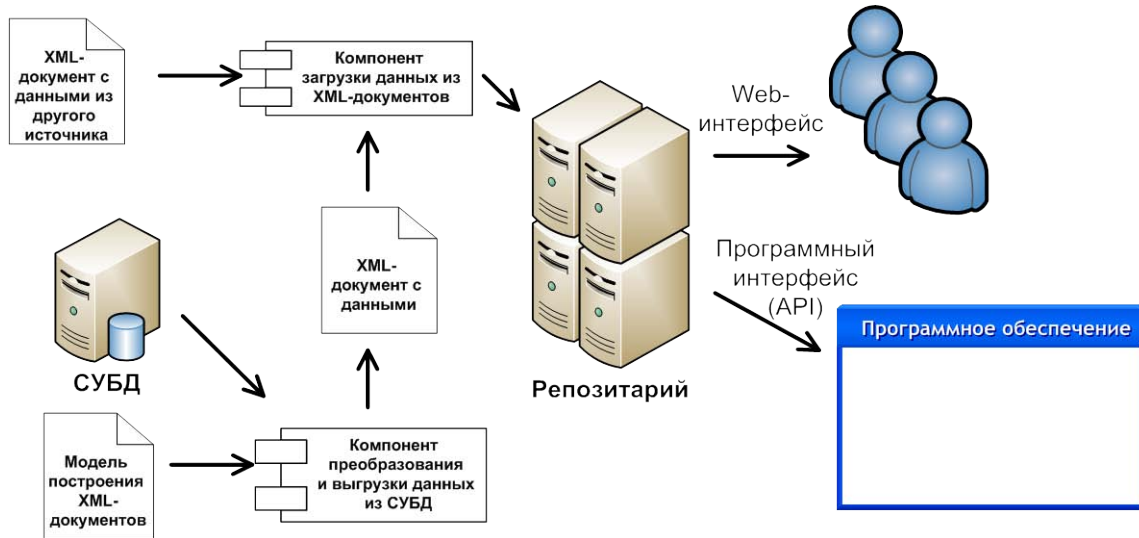 XML-
документ с
данными из
другого
источника
Компонент
загрузки данных из
XML-документов
Web-
интерфейс
XML-
документ с
данными
Программный
интерфейс
(API)
Программное обеспечение
СУБД
Репозитарий
Модель
построения
XML-
документов
Компонент
преобразования
и выгрузки данных
из СУБД